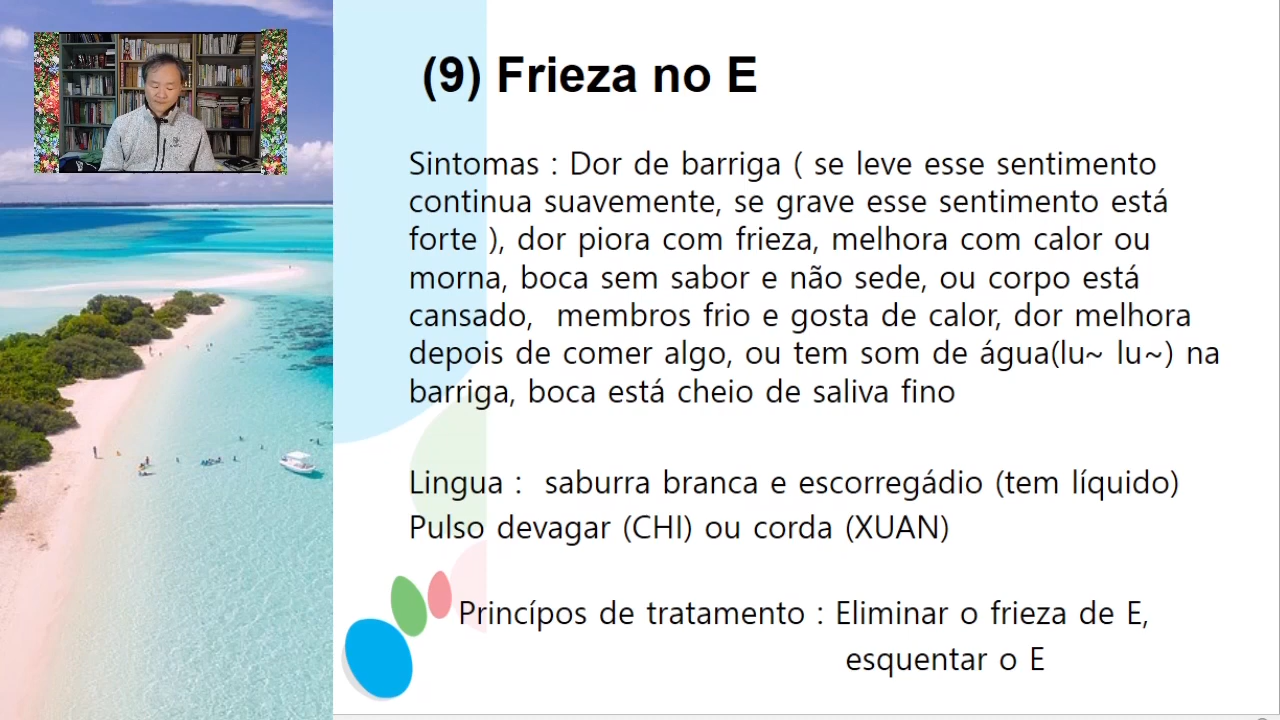 (9) Frieza no E
Sintomas : Dor de barriga ( se leve esse sentimento
continua suavemente, se grave esse sentimento está
forte ), dor piora com frieza, melhora com calor ou
morna, boca sem sabor e não sede, ou corpo está
cansado,  membros frio e gosta de calor, dor melhora
depois de comer algo, ou tem som de água(lu~ lu~) na
barriga, boca está cheio de saliva fino
Lingua :  saburra branca e escorregádio (tem líquido)
Pulso devagar (CHI) ou corda (XUAN)
Princípos de tratamento : Eliminar o frieza de E,
esquentar o E